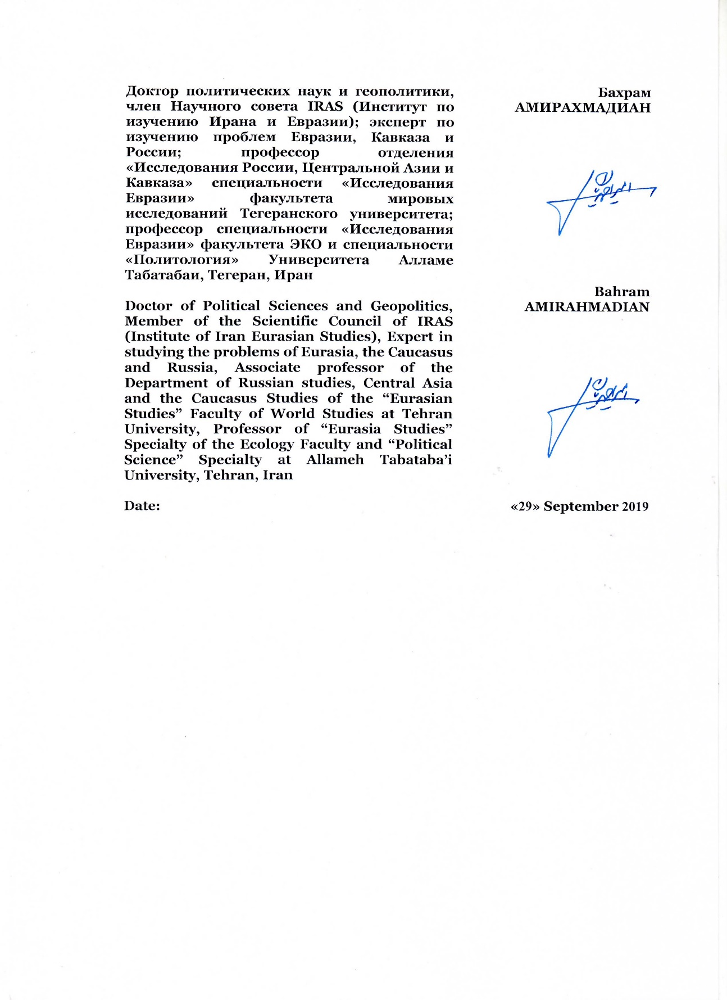 Доктор политических наук и геополитики,
член Научного совета IRAS (Институт по
изучению Ирана и Евразии); эксперт по
изучению проблем Евразии, Кавказа и
России; профессор отделения
«Исследования России, Центральной Азии и
Кавказа» специальности «Исследования
Евразии» факультета мировых
исследований Тегеранского университета;
профессор специальности «Исследования
Евразии» факультета ЭКО и специальности
«Политология» Университета Алламе
Табатабаи, Тегеран, Иран
Бахрам
АМИРАХМАДИАН
Doctor of Political Sciences and Geopolitics,
Member of the Scientific Council of IRAS
(Institute of Iran Eurasian Studies), Expert in
studying the problems of Eurasia, the Caucasus
and Russia, Associate professor of the
Department of Russian studies, Central Asia
and the Caucasus Studies of the “Eurasian
Studies” Faculty of World Studies at Tehran
University, Professor of “Eurasia Studies”
Specialty of the Ecology Faculty and “Political
Science” Specialty at Allameh Tabataba’i
University, Tehran, Iran
Bahram
AMIRAHMADIAN
Date: «29» September 2019